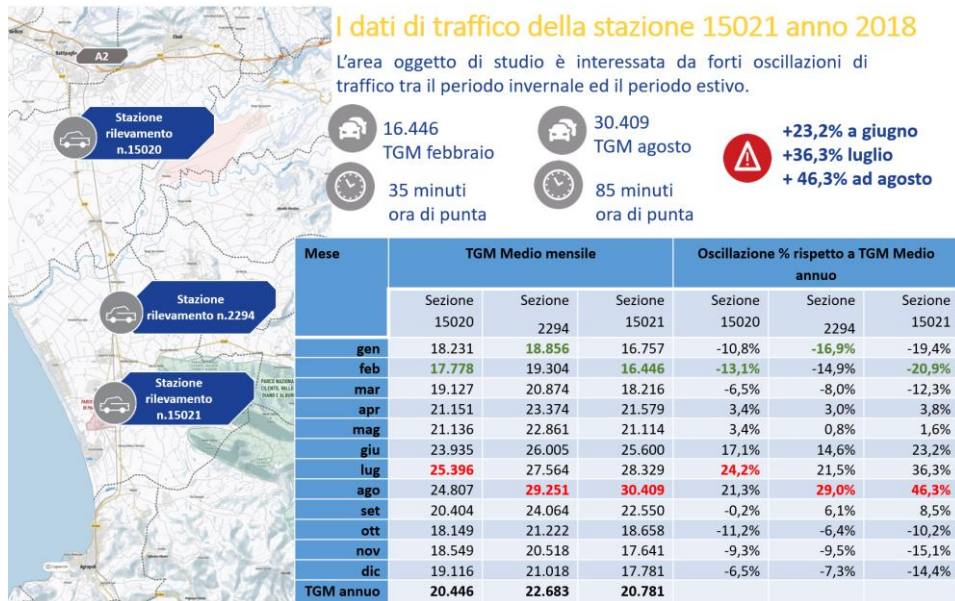 I dati di traffico della stazione 15021 anno 2018
L'area oggetto di studio è interessata da forti oscillazioni di
traffico tra il periodo invernale ed il periodo estivo.
16.446
TGM febbraio
30.409
TGM agosto
35 minuti
ora di punta
85 minuti
ora di punta
+23,2% a giugno
+36,3% luglio
+ 46,3% ad agosto
A2
Battipaglia
Eboli
Stazione
rilevamento
n.15020
Stazione
rilevamento n.2294
Stazione
rilevamento
n.15021
PARCO NAZIONA
CILENTO, VALLE
DIANO E ALBUR
Agropoli
Mese TGM Medio mensile Oscillazione % rispetto a TGM Medio
annuo
Sezione Sezione Sezione Sezione Sezione Sezione
15020 2294 15021 15020 2294 15021
gen 18.231 18.856 16.757 -10,8% -16,9% -19,4%
feb 17.778 19.304 16.446 -13,1% -14,9% -20,9%
mar 19.127 20.874 18.216 -6,5% -8,0% -12,3%
apr 21.151 23.374 21.579 3,4% 3,0% 3,8%
mag 21.136 22.861 21.114 3,4% 0,8% 1,6%
giu 23.935 26.005 25.600 17,1% 14,6% 23,2%
lug 25.396 27.564 28.329 24,2% 21,5% 36,3%
ago 24.807 29.251 30.409 21,3% 29,0% 46,3%
set 20.404 24.064 22.550 -0,2% 6,1% 8,5%
ott 18.149 21.222 18.658 -11,2% -6,4% -10,2%
nov 18.549 20.518 17.641 -9,3% -9,5% -15,1%
dic 19.116 21.018 17.781 -6,5% -7,3% -14,4%
TGM annuo 20.446 22.683 20.781